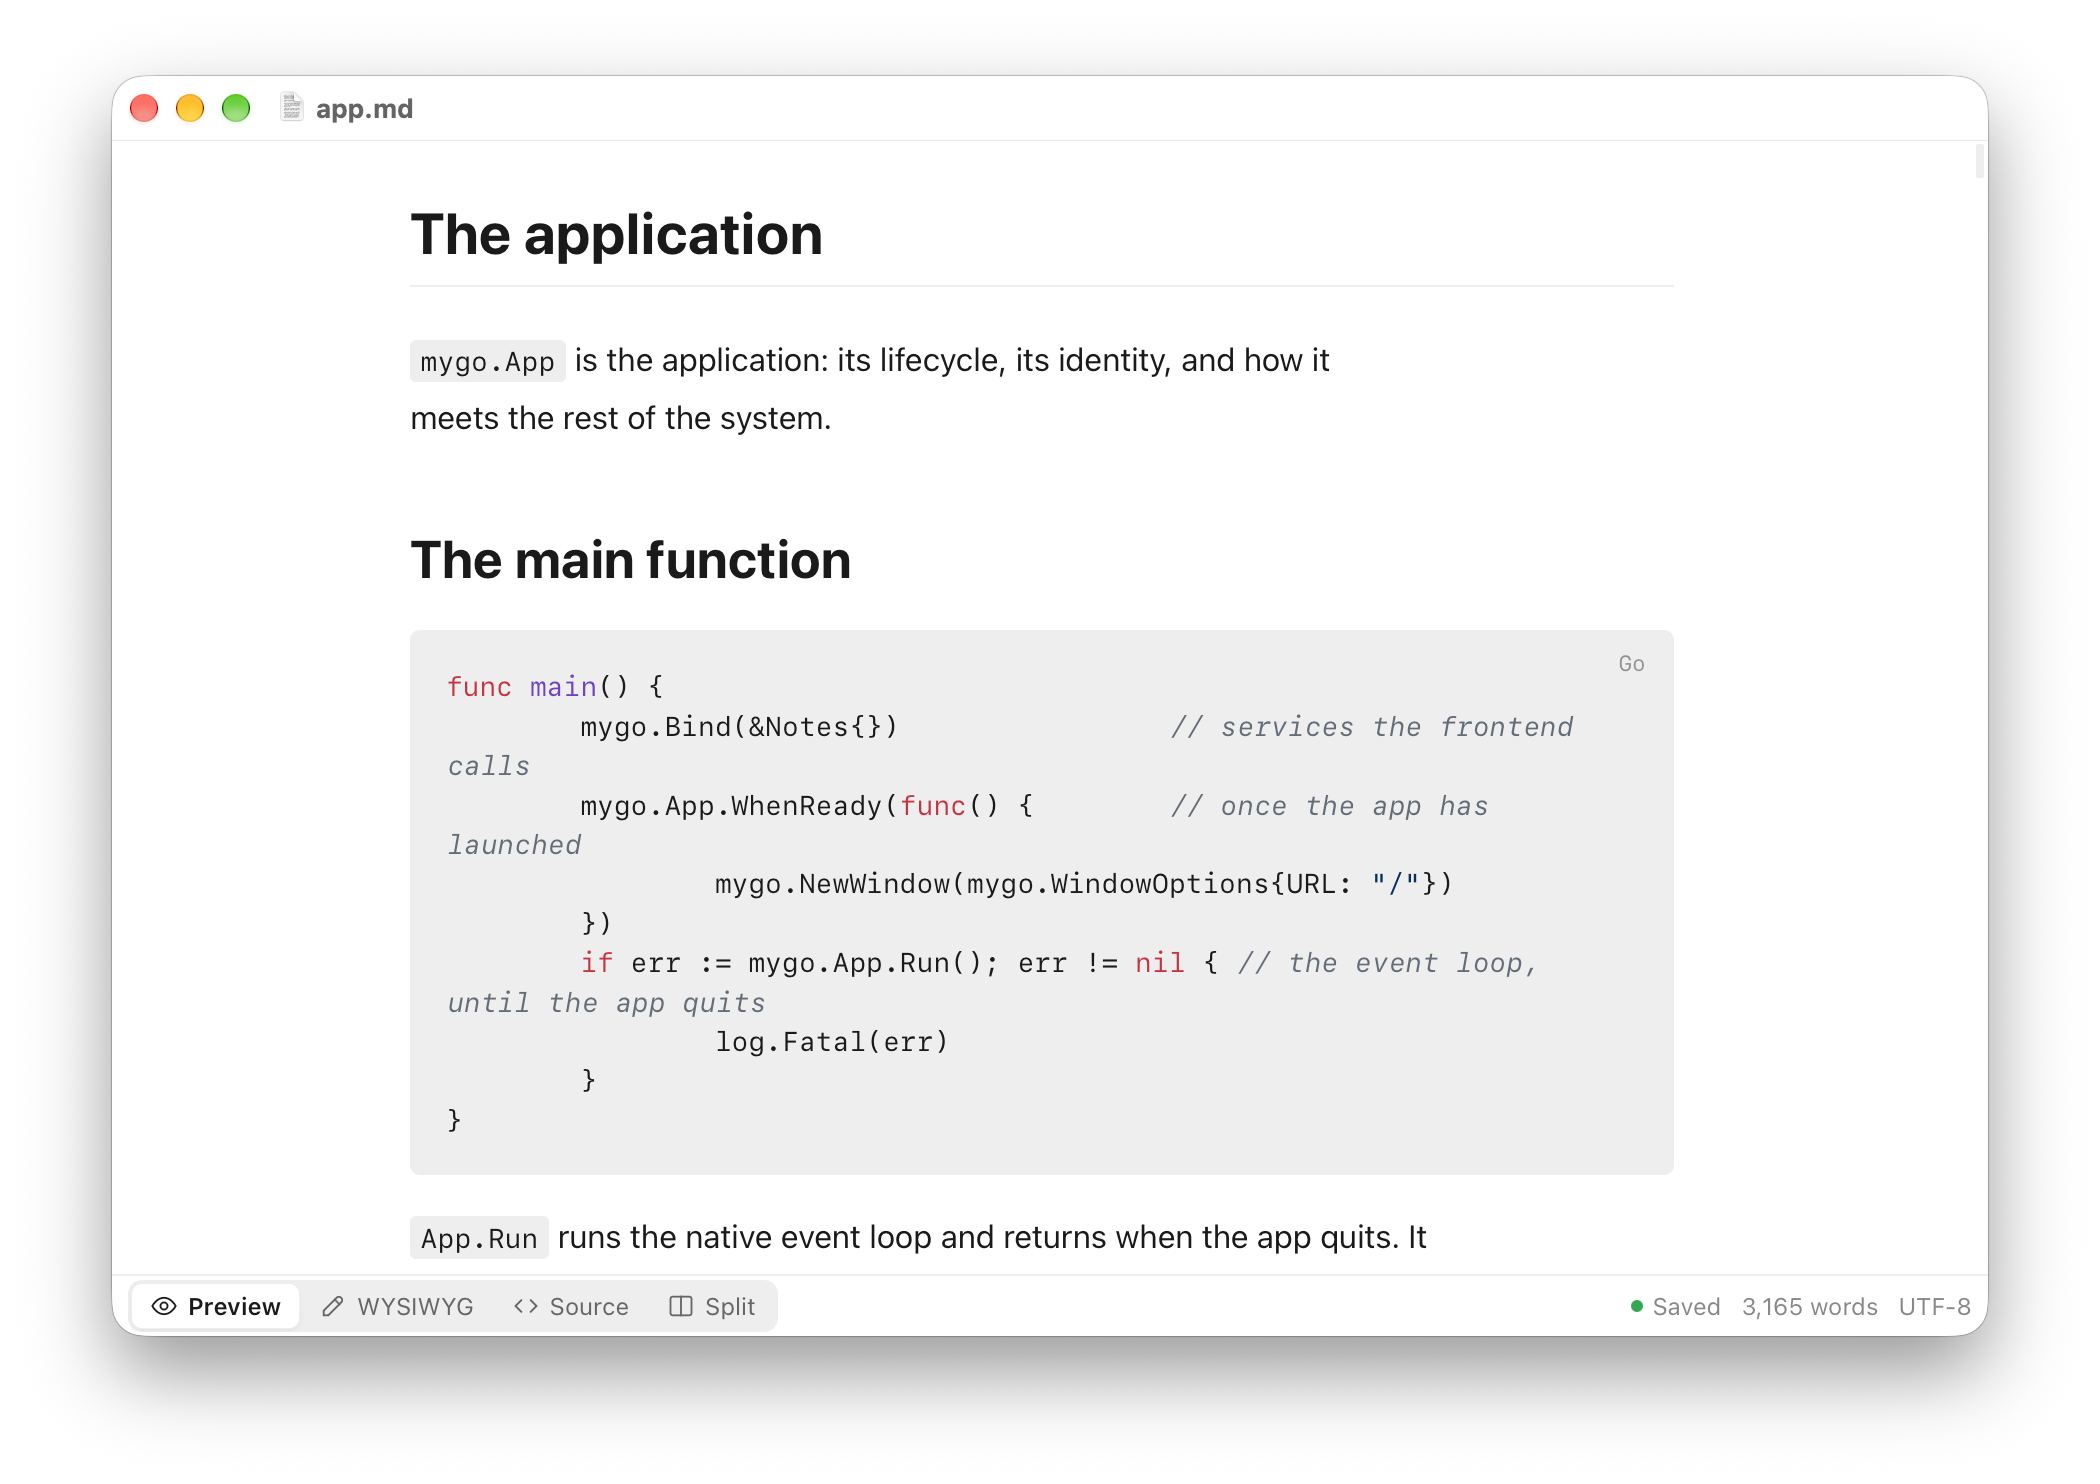 app.md
The application
mygo.App is the application: its lifecycle, its identity, and how it
meets the rest of the system.
The main function
Go
func main() {
        mygo.Bind(&Notes{})                // services the frontend
calls
        mygo.App.WhenReady(func() {        // once the app has
launched
                mygo.NewWindow(mygo.WindowOptions{URL: "/"})
        })
        if err := mygo.App.Run(); err != nil { // the event loop,
until the app quits
                log.Fatal(err)
        }
}
App.Run runs the native event loop and returns when the app quits. It
Preview WYSIWYG Source Split Saved 3,165 words UTF-8